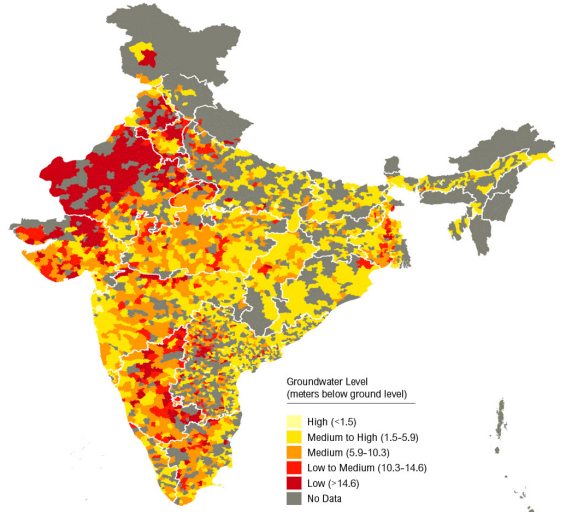 Groundwater Level
(meters below ground level)
High (<1.5)
Medium to High (1.5–5.9)
Medium (5.9–10.3)
Low to Medium (10.3–14.6)
Low (>14.6)
No Data